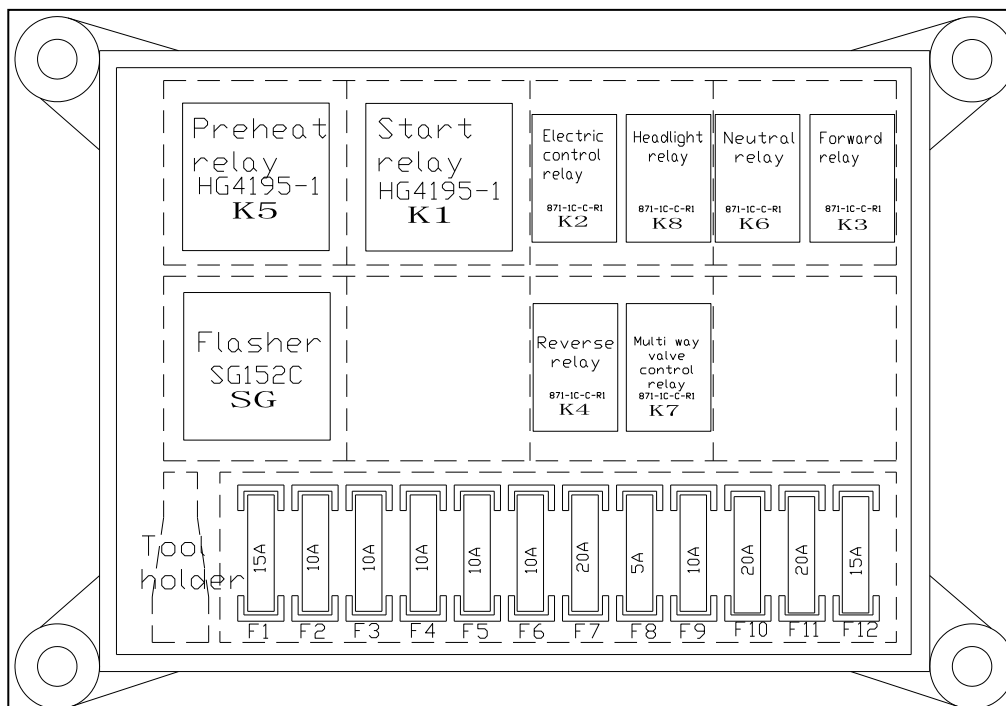 Preheat
relay
HG4195-1
K5
Start
relay
HG4195-1
K1
Electric
control
relay
871-1C-C-R1
K2
Headlight
relay
871-1C-C-R1
K8
Neutral
relay
871-1C-C-R1
K6
Forward
relay
871-1C-C-R1
K3
Flasher
SG152C
SG
Reverse
relay
871-1C-C-R1
K4
Multi way
valve
control
relay
871-1C-C-R1
K7
Tool
holder
15A
10A
10A
10A
10A
10A
20A
5A
10A
20A
20A
15A
F1 F2 F3 F4 F5 F6 F7 F8 F9 F10 F11 F12